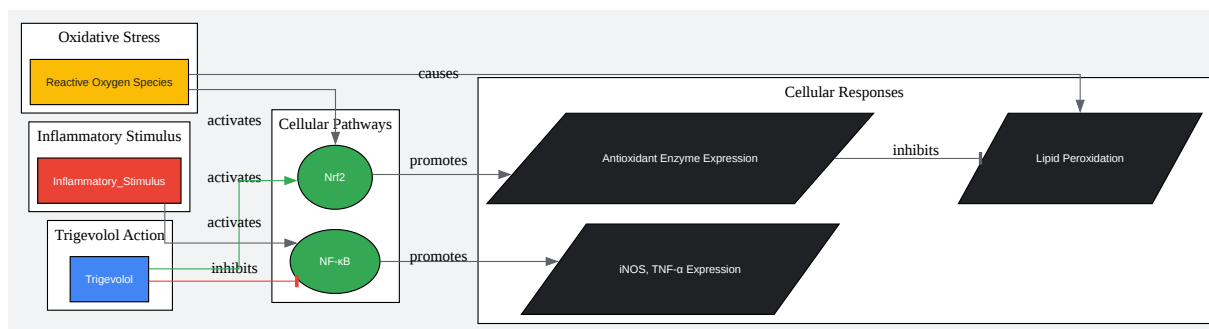 Oxidative Stress
Reactive Oxygen Species
causes
Cellular Responses
activates
Cellular Pathways
Inflammatory Stimulus
Antioxidant Enzyme Expression
inhibits
Lipid Peroxidation
promotes
Nrf2
activates
Inflammatory_Stimulus
activates
Trigevolol Action
NF-κB
promotes
iNOS, TNF-α Expression
inhibits
Trigevolol